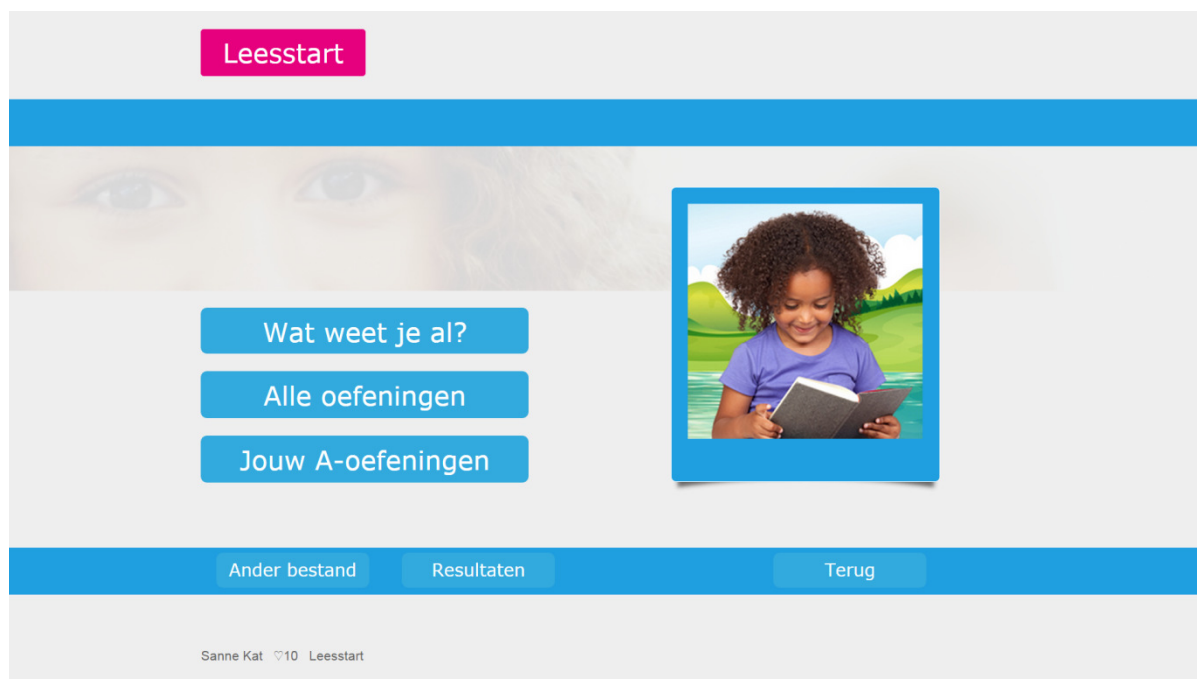 Leesstart
Wat weet je al?
Alle oefeningen
Jouw A-oefeningen
Ander bestand Resultaten Terug
Sanne Kat ♡10 Leesstart